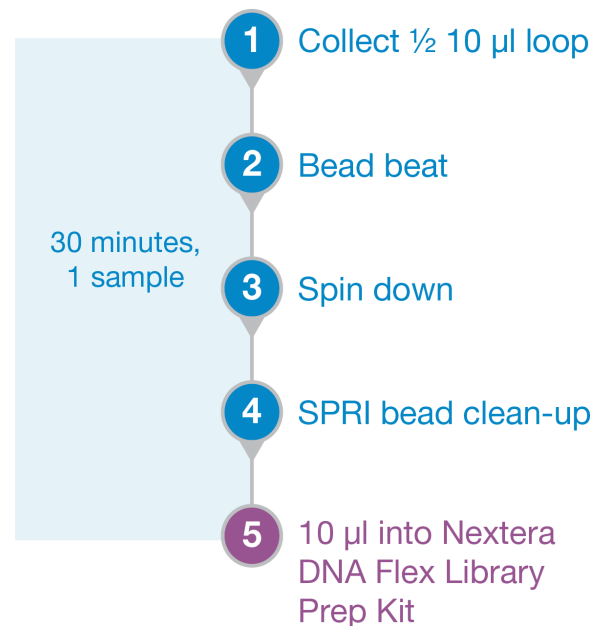 1 Collect ½ 10 µl loop
2 Bead beat
30 minutes,
1 sample
3 Spin down
4 SPRI bead clean-up
5 10 µl into Nextera
DNA Flex Library
Prep Kit